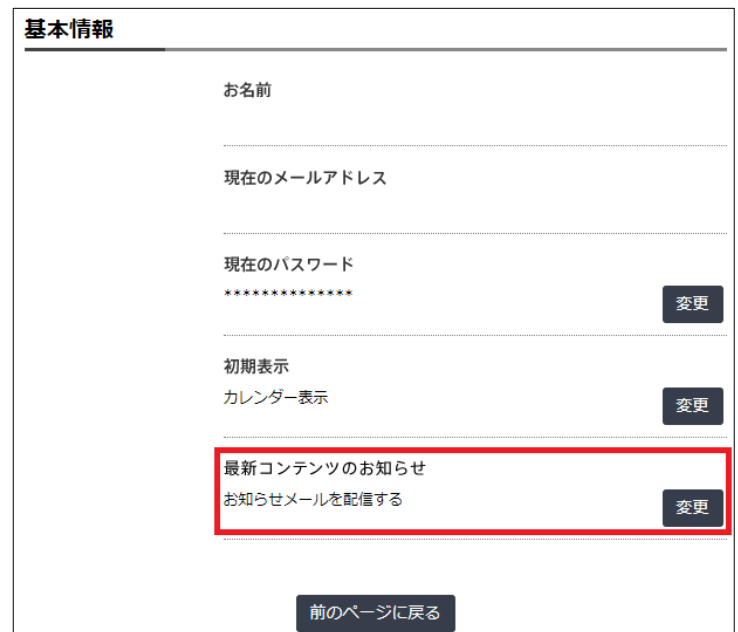 基本情報
お名前
現在のメールアドレス
現在のパスワード
**************
変更
初期表示
カレンダー表示
変更
最新コンテンツのお知らせ
お知らせメールを配信する
変更
前のページに戻る